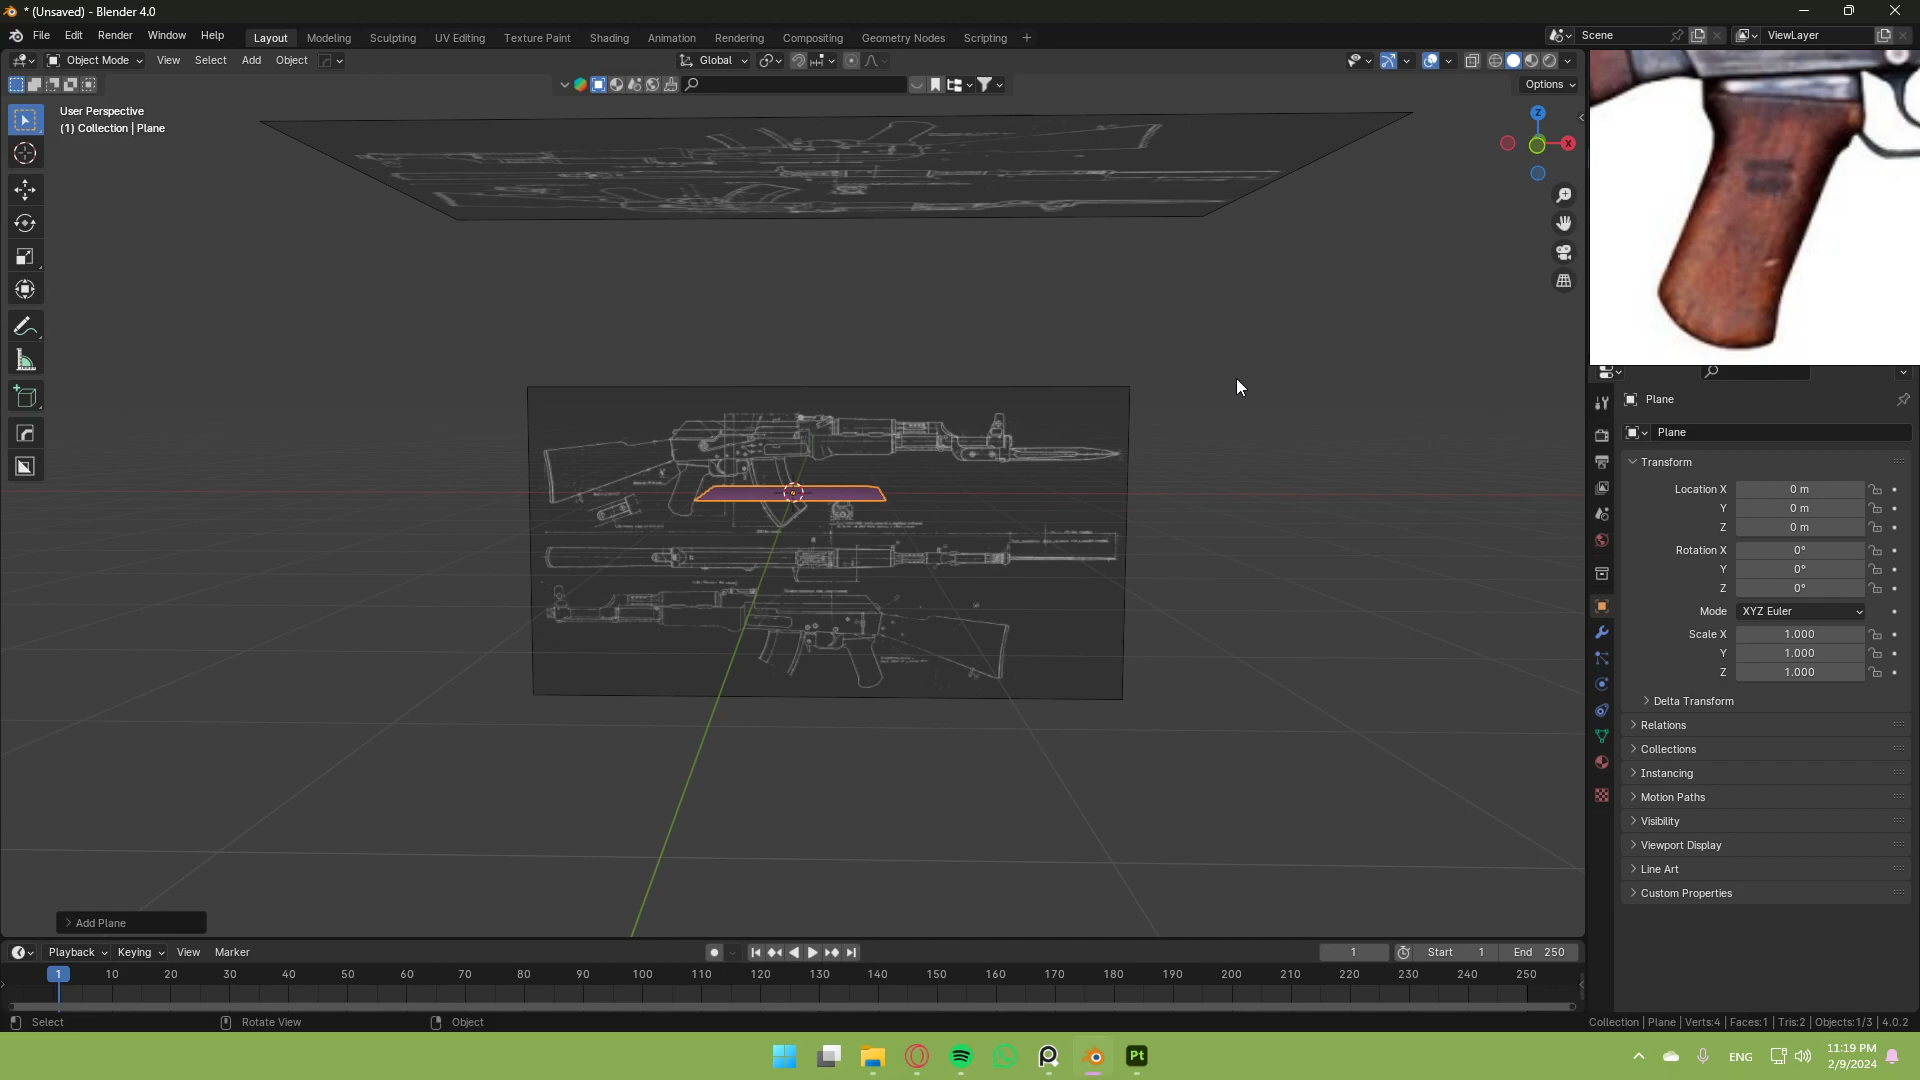 * (Unsaved) - Blender 4.0
File Edit Render Window Help
Layout Modeling Sculpting UV Editing Texture Paint Shading Animation Rendering Compositing Geometry Nodes Scripting +
Scene
ViewLayer
Object Mode View Select Add Object
Global
Options
User Perspective
(1) Collection | Plane
Z
X
Plane
Plane
Transform
Location X 0 m
Y 0 m
Z 0 m
Rotation X 0°
Y 0°
Z 0°
Mode XYZ Euler
Scale X 1.000
Y 1.000
Z 1.000
Delta Transform
Relations
Collections
Instancing
Motion Paths
Visibility
Viewport Display
Line Art
Custom Properties
Add Plane
Playback Keying View Marker
1
Start 1
End 250
1 10 20 30 40 50 60 70 80 90 100 110 120 130 140 150 160 170 180 190 200 210 220 230 240 250
Select
Rotate View
Object
Collection | Plane | Verts:4 | Faces:1 | Tris:2 | Objects:1/3 | 4.0.2
Pt
ENG
11:19 PM
2/9/2024